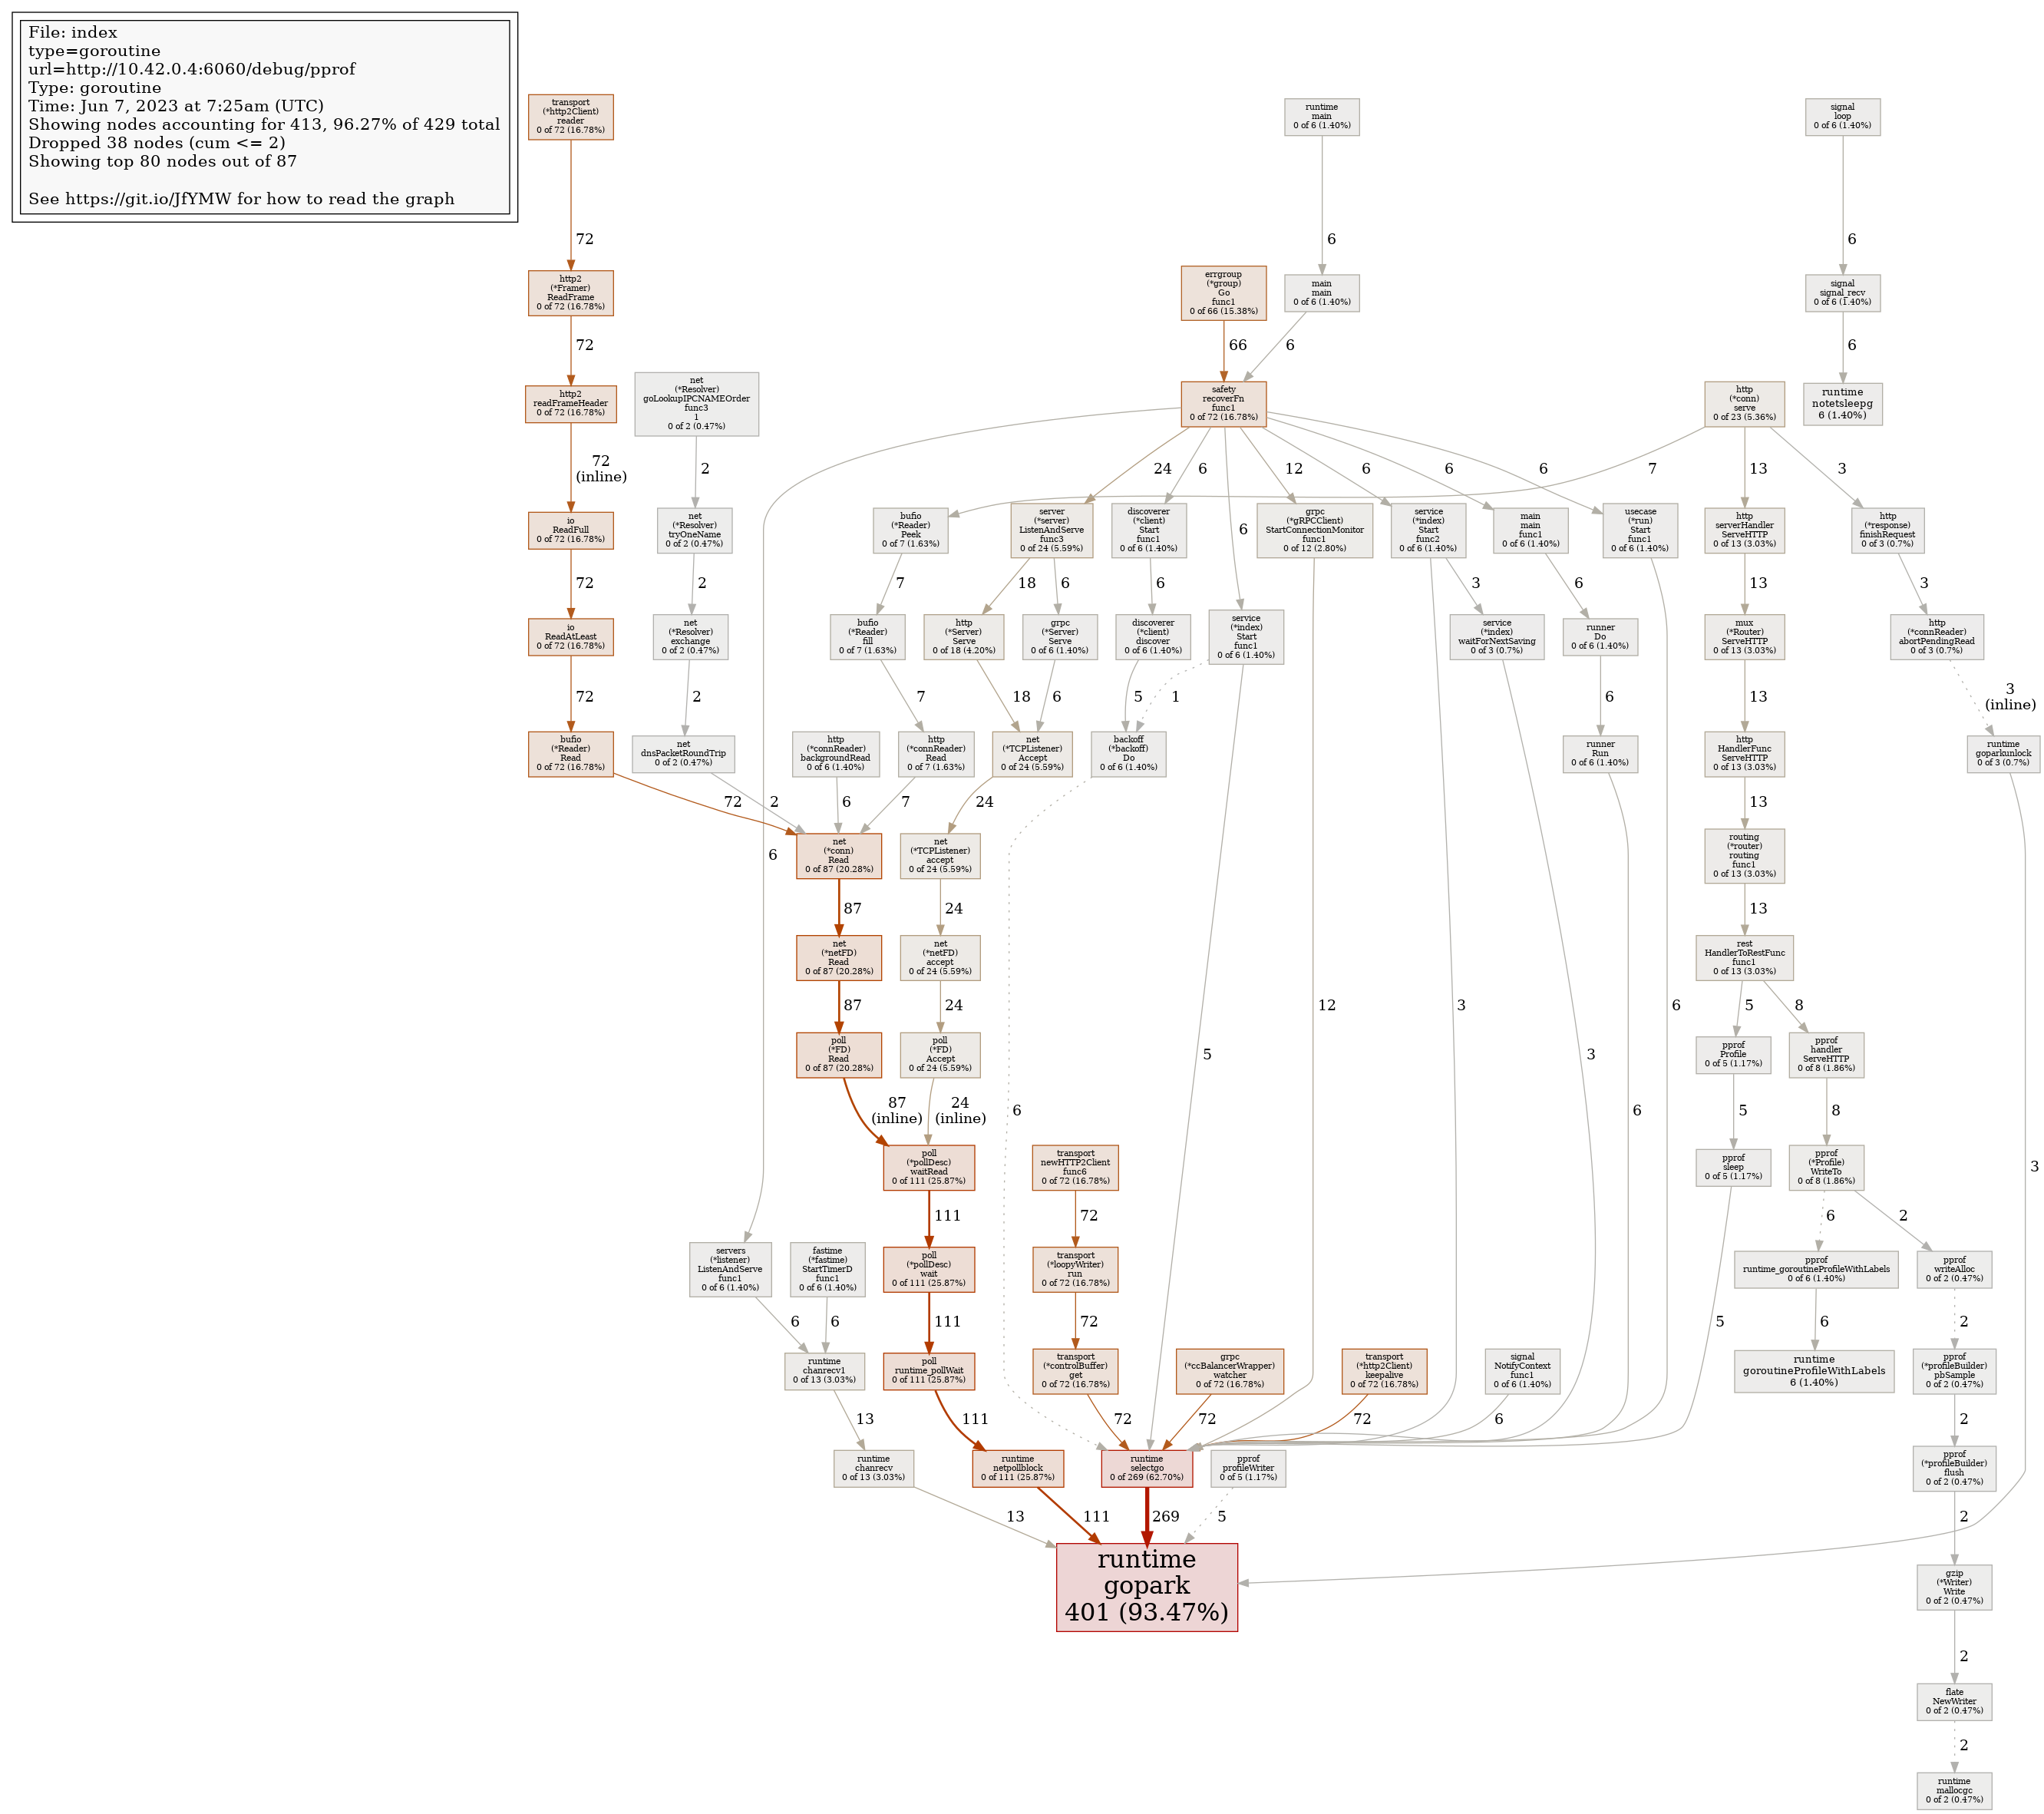 File: index
type=goroutine
url=http://10.42.0.4:6060/debug/pprof
Type: goroutine
Time: Jun 7, 2023 at 7:25am (UTC)
Showing nodes accounting for 413, 96.27% of 429 total
Dropped 38 nodes (cum <= 2)
Showing top 80 nodes out of 87
See https://git.io/JfYMW for how to read the graph
transport
(*http2Client)
reader
0 of 72 (16.78%)
runtime
main
0 of 6 (1.40%)
signal
loop
0 of 6 (1.40%)
72
6
6
http2
(*Framer)
ReadFrame
0 of 72 (16.78%)
errgroup
(*group)
Go
func1
0 of 66 (15.38%)
main
main
0 of 6 (1.40%)
signal
signal_recv
0 of 6 (1.40%)
72
66
6
6
http2
readFrameHeader
0 of 72 (16.78%)
net
(*Resolver)
goLookupIPCNAMEOrder
func3
1
0 of 2 (0.47%)
safety
recoverFn
func1
0 of 72 (16.78%)
http
(*conn)
serve
0 of 23 (5.36%)
runtime
notetsleepg
6 (1.40%)
72
(inline)
2
24
6
12
6
6
6
7
13
3
io
ReadFull
0 of 72 (16.78%)
net
(*Resolver)
tryOneName
0 of 2 (0.47%)
bufio
(*Reader)
Peek
0 of 7 (1.63%)
server
(*server)
ListenAndServe
func3
0 of 24 (5.59%)
discoverer
(*client)
Start
func1
0 of 6 (1.40%)
6
grpc
(*gRPCClient)
StartConnectionMonitor
func1
0 of 12 (2.80%)
service
(*index)
Start
func2
0 of 6 (1.40%)
main
main
func1
0 of 6 (1.40%)
usecase
(*run)
Start
func1
0 of 6 (1.40%)
http
serverHandler
ServeHTTP
0 of 13 (3.03%)
http
(*response)
finishRequest
0 of 3 (0.7%)
72
2
7
18
6
6
3
6
13
3
io
ReadAtLeast
0 of 72 (16.78%)
net
(*Resolver)
exchange
0 of 2 (0.47%)
bufio
(*Reader)
fill
0 of 7 (1.63%)
http
(*Server)
Serve
0 of 18 (4.20%)
grpc
(*Server)
Serve
0 of 6 (1.40%)
discoverer
(*client)
discover
0 of 6 (1.40%)
service
(*index)
Start
func1
0 of 6 (1.40%)
service
(*index)
waitForNextSaving
0 of 3 (0.7%)
runner
Do
0 of 6 (1.40%)
mux
(*Router)
ServeHTTP
0 of 13 (3.03%)
http
(*connReader)
abortPendingRead
0 of 3 (0.7%)
72
2
7
18
6
5
1
6
13
3
(inline)
bufio
(*Reader)
Read
0 of 72 (16.78%)
net
dnsPacketRoundTrip
0 of 2 (0.47%)
http
(*connReader)
backgroundRead
0 of 6 (1.40%)
http
(*connReader)
Read
0 of 7 (1.63%)
net
(*TCPListener)
Accept
0 of 24 (5.59%)
backoff
(*backoff)
Do
0 of 6 (1.40%)
runner
Run
0 of 6 (1.40%)
http
HandlerFunc
ServeHTTP
0 of 13 (3.03%)
runtime
goparkunlock
0 of 3 (0.7%)
72
2
6
7
24
13
6
net
(*conn)
Read
0 of 87 (20.28%)
net
(*TCPListener)
accept
0 of 24 (5.59%)
routing
(*router)
routing
func1
0 of 13 (3.03%)
87
24
13
net
(*netFD)
Read
0 of 87 (20.28%)
net
(*netFD)
accept
0 of 24 (5.59%)
rest
HandlerToRestFunc
func1
0 of 13 (3.03%)
87
24
12
3
6
5
8
poll
(*FD)
Read
0 of 87 (20.28%)
poll
(*FD)
Accept
0 of 24 (5.59%)
5
3
pprof
Profile
0 of 5 (1.17%)
pprof
handler
ServeHTTP
0 of 8 (1.86%)
87
(inline)
24
(inline)
6
6
5
8
poll
(*pollDesc)
waitRead
0 of 111 (25.87%)
transport
newHTTP2Client
func6
0 of 72 (16.78%)
pprof
sleep
0 of 5 (1.17%)
pprof
(*Profile)
WriteTo
0 of 8 (1.86%)
3
111
72
6
2
servers
(*listener)
ListenAndServe
func1
0 of 6 (1.40%)
fastime
(*fastime)
StartTimerD
func1
0 of 6 (1.40%)
poll
(*pollDesc)
wait
0 of 111 (25.87%)
transport
(*loopyWriter)
run
0 of 72 (16.78%)
pprof
runtime_goroutineProfileWithLabels
0 of 6 (1.40%)
pprof
writeAlloc
0 of 2 (0.47%)
6
6
111
72
5
6
2
runtime
chanrecv1
0 of 13 (3.03%)
poll
runtime_pollWait
0 of 111 (25.87%)
transport
(*controlBuffer)
get
0 of 72 (16.78%)
grpc
(*ccBalancerWrapper)
watcher
0 of 72 (16.78%)
transport
(*http2Client)
keepalive
0 of 72 (16.78%)
signal
NotifyContext
func1
0 of 6 (1.40%)
runtime
goroutineProfileWithLabels
6 (1.40%)
pprof
(*profileBuilder)
pbSample
0 of 2 (0.47%)
13
111
72
72
72
6
2
runtime
chanrecv
0 of 13 (3.03%)
runtime
netpollblock
0 of 111 (25.87%)
runtime
selectgo
0 of 269 (62.70%)
pprof
profileWriter
0 of 5 (1.17%)
pprof
(*profileBuilder)
flush
0 of 2 (0.47%)
13
111
269
5
2
runtime
gopark
401 (93.47%)
gzip
(*Writer)
Write
0 of 2 (0.47%)
2
flate
NewWriter
0 of 2 (0.47%)
2
runtime
mallocgc
0 of 2 (0.47%)